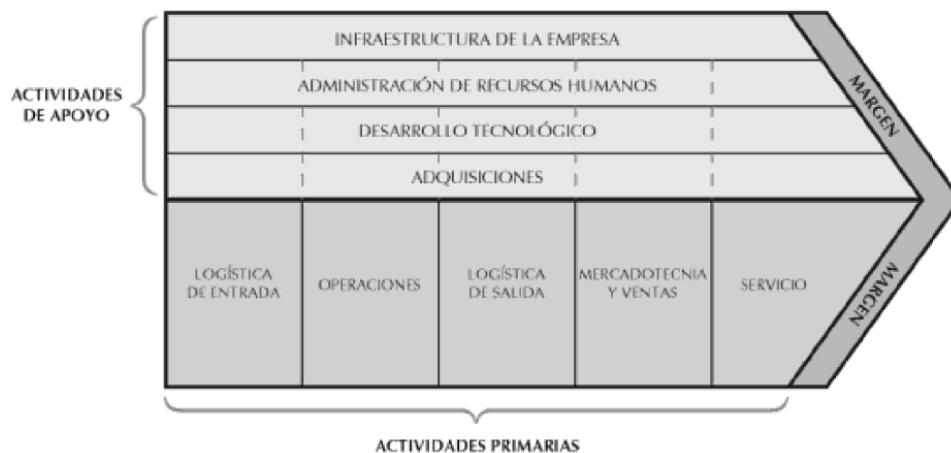 INFRAESTRUCTURA DE LA EMPRESA
ADMINISTRACIÓN DE RECURSOS HUMANOS
DESARROLLO TECNOLÓGICO
ADQUISICIONES
ACTIVIDADES
DE APOYO
MARGEN
LOGÍSTICA
DE ENTRADA
OPERACIONES
LOGÍSTICA
DE SALIDA
MERCADOTECNIA
Y VENTAS
SERVICIO
MARGEN
ACTIVIDADES PRIMARIAS